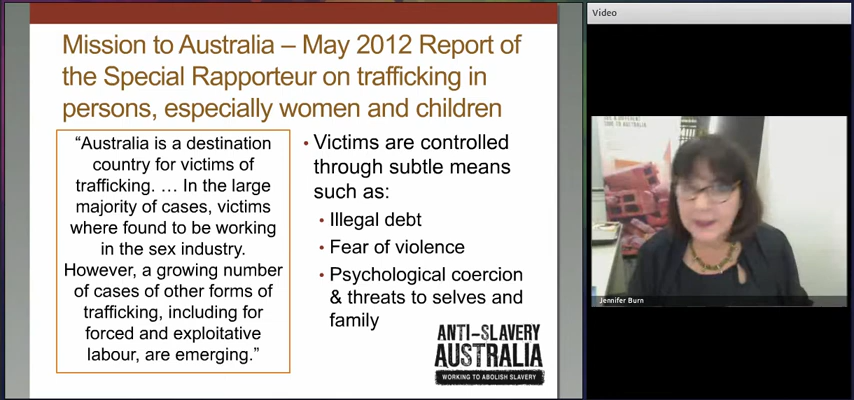 Mission to Australia – May 2012 Report of
the Special Rapporteur on trafficking in
persons, especially women and children
“Australia is a destination
country for victims of
trafficking. … In the large
majority of cases, victims
where found to be working
in the sex industry.
However, a growing number
of cases of other forms of
trafficking, including for
forced and exploitative
labour, are emerging.”
• Victims are controlled
through subtle means
such as:
• Illegal debt
• Fear of violence
• Psychological coercion
& threats to selves and
family
ANTI-SLAVERY
AUSTRALIA
WORKING TO ABOLISH SLAVERY
Video
Jennifer Burn